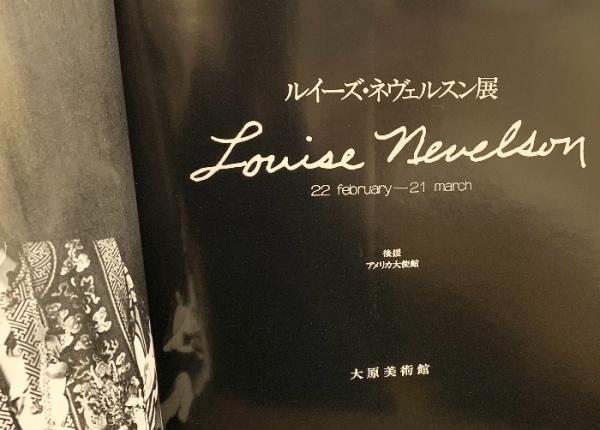 ルイーズ・ネヴェルスン展
Louise Nevelson
22 february—21 march
後援
アメリカ大使館
大原美術館